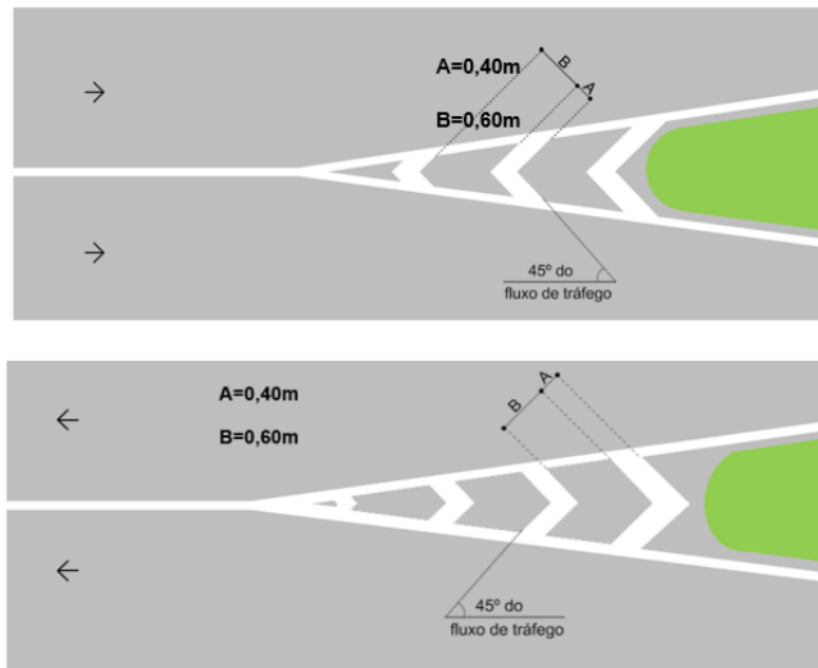 A=0,40m
B
A
B=0,60m
45º do
fluxo de tráfego
A=0,40m
A
B
B=0,60m
45º do
fluxo de tráfego